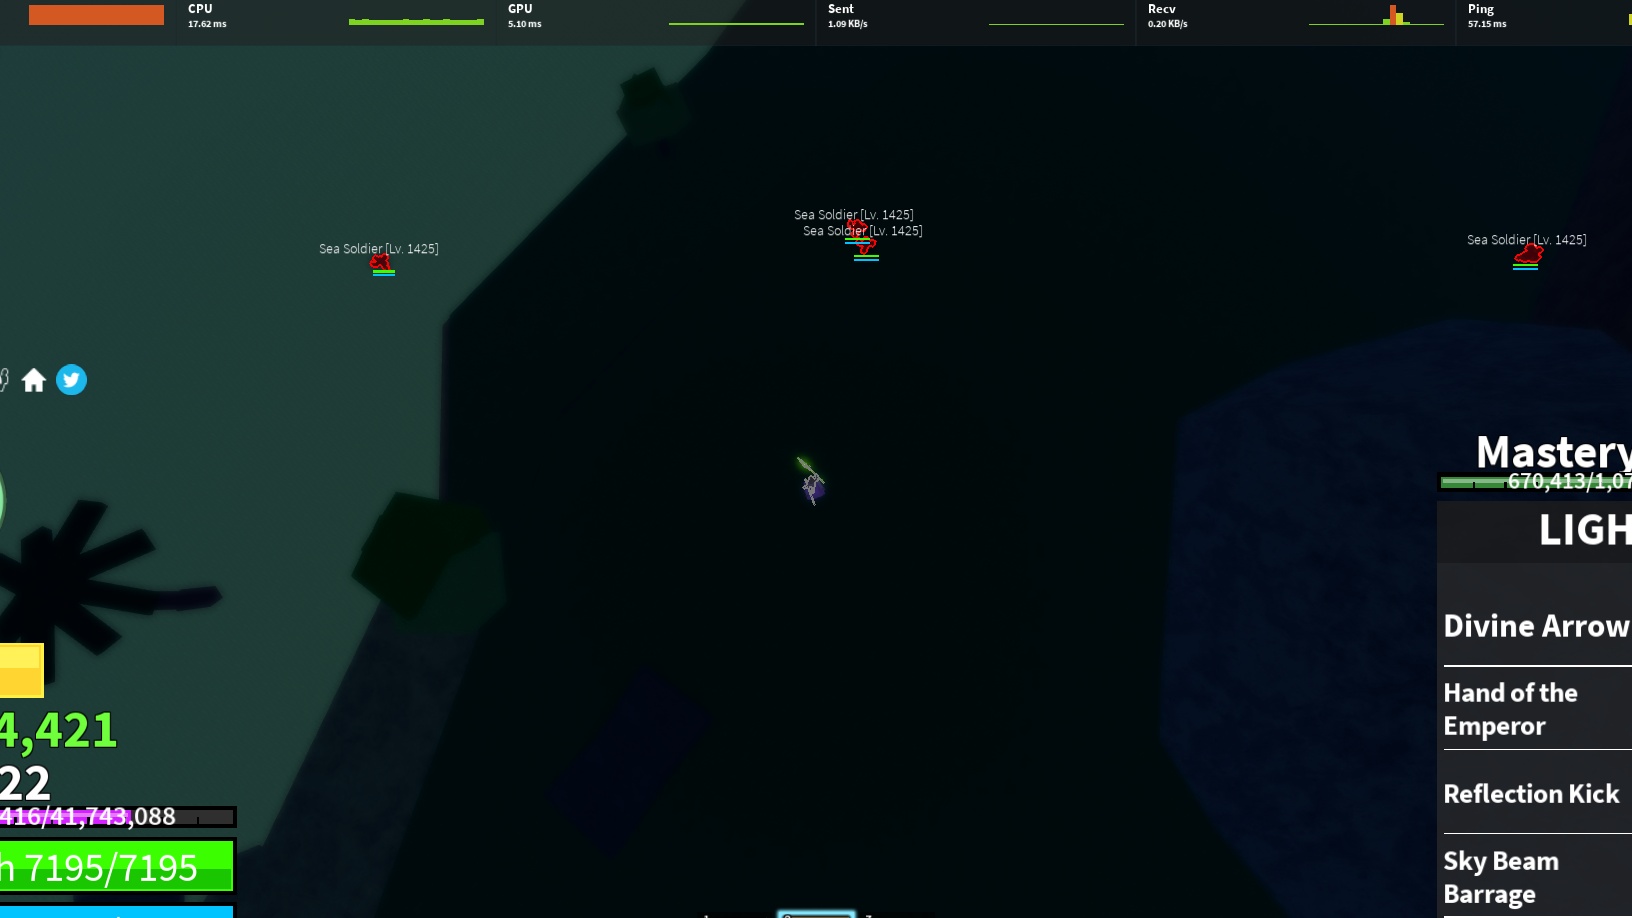 CPU
17.62 ms
GPU
5.10 ms
Sent
1.09 KB/s
Recv
0.20 KB/s
Ping
57.15 ms
Sea Soldier [Lv. 1425]
Sea Soldier [Lv. 1425]
Sea Soldier [Lv. 1425]
Sea Soldier [Lv. 1425]
Mastery
670,413/1,07
LIGH
Divine Arrow
Hand of the
Emperor
Reflection Kick
Sky Beam
Barrage
4,421
22
416/41,743,088
h 7195/7195